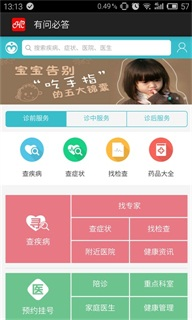 13:13
0.49%
57
有问必答
搜索疾病，症状，医院，医生
宝宝告别
“吃手指”
的五大锦囊
诊前服务
诊中服务
诊后服务
查疾病
查症状
找检查
药品大全
寻
查疾病
找专家
查症状
找检查
附近医院
健康资讯
医
预约挂号
陪诊
重点科室
家庭医生
健康管理